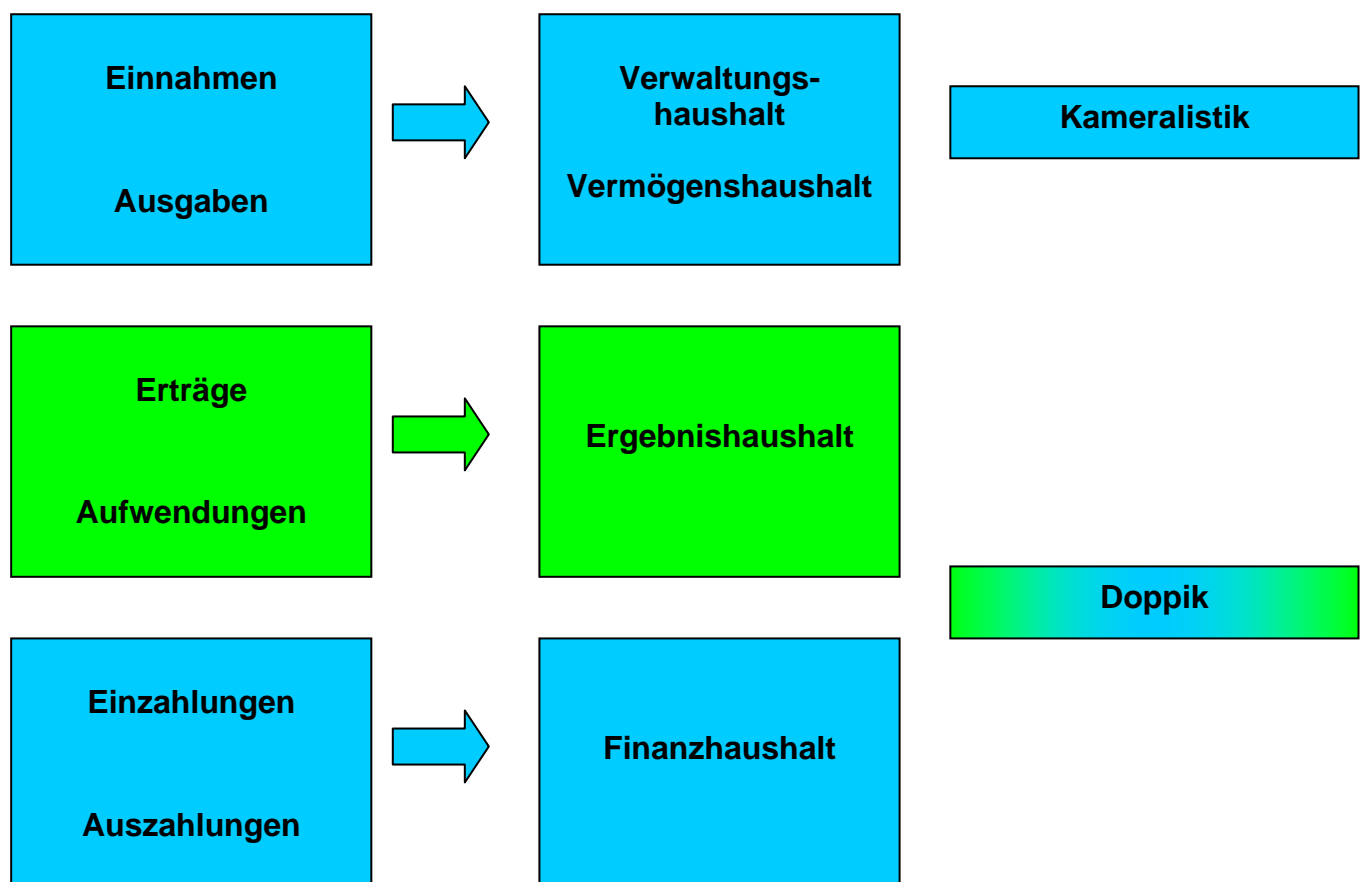 Einnahmen
Ausgaben
Verwaltungs-
haushalt
Vermögenshaushalt
Kameralistik
Erträge
Aufwendungen
Ergebnishaushalt
Doppik
Einzahlungen
Auszahlungen
Finanzhaushalt